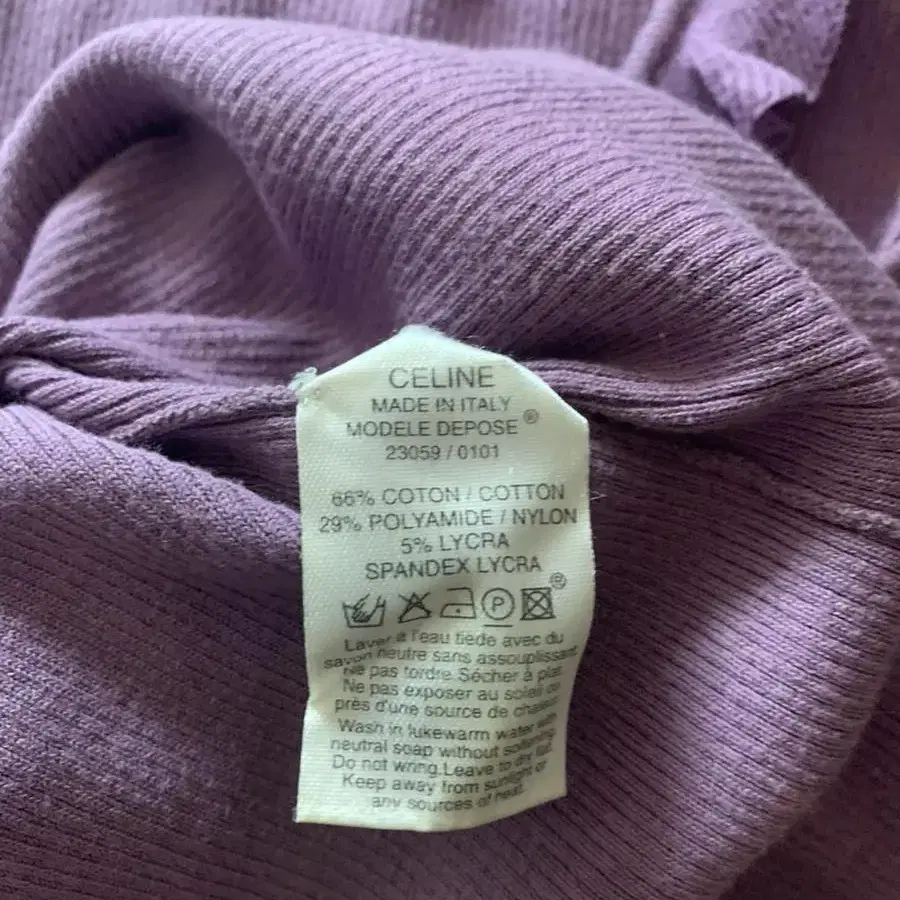 CELINE
MADE IN ITALY
MODELE DEPOSE ®
23059 / 0101
66% COTON / COTTON
29% POLYAMIDE / NYLON
5% LYCRA
SPANDEX LYCRA
®
P
Laver à l'eau tiede avec du
savon neutre sans assouplissant.
Ne pas tordre. Sécher à plat.
Ne pas exposer au soleil ou
près d'une source de chaleur
Wash in lukewarm water with
neutral soap without softening.
Do not wring. Leave to dry flat.
Keep away from sunlight or
any sources of heat.